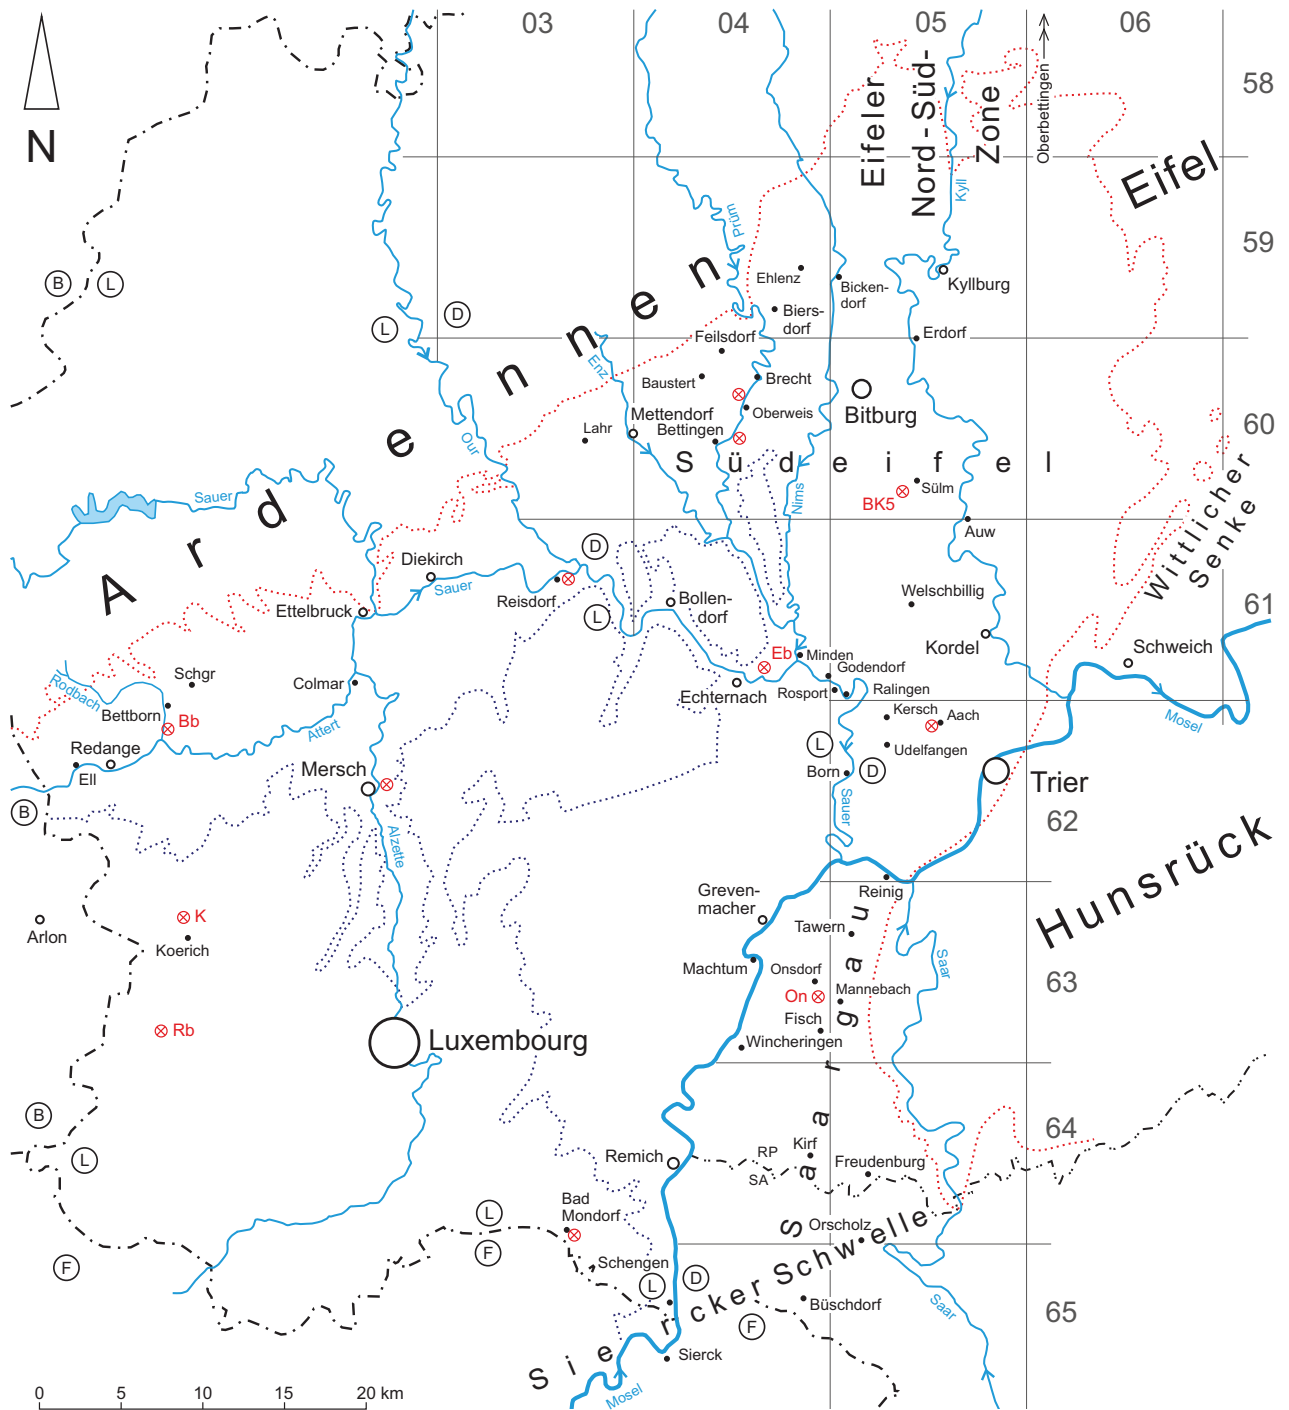 03
04
05
06
58
59
60
61
62
63
64
65
N
Oberbettingen
Eifeler
Nord-Süd-
Zone
Eifel
Kyll
Prüm
B
L
L
D
Ehlenz
Bicken-
dorf
Biers-
dorf
Kyllburg
Feilsdorf
Erdorf
Enz
Baustert
Brecht
Bitburg
Mettendorf
Oberweis
Bettingen
Lahr
Our
Ardennen
Südeifel
Sülm
BK5
Nims
Sauer
Auw
Wittlicher
Senke
Diekirch
D
Sauer
Reisdorf
L
Bollen-
dorf
Welschbillig
Ettelbruck
Kordel
Schweich
Eb
Minden
Godendorf
Echternach
Rosport
Ralingen
Schgr
Rodbach
Colmar
Bettborn
Bb
Attert
Kersch
Aach
Mosel
Redange
Ell
Udelfangen
Mersch
L
D
Born
Trier
B
Sauer
Alzette
Hunsrück
Reinig
Greven-
macher
K
Arlon
Koerich
Tawern
Machtum
Onsdorf
Saar
On
Mannebach
Rb
Fisch
Luxembourg
Wincheringen
Saargau
B
L
Remich
RP
SA
Kirf
Freudenburg
Bad
Mondorf
L
F
F
Orscholz
Schengen
L
D
Siercker Schwelle
Büschdorf
F
Saar
Sierck
Mosel
0
5
10
15
20 km